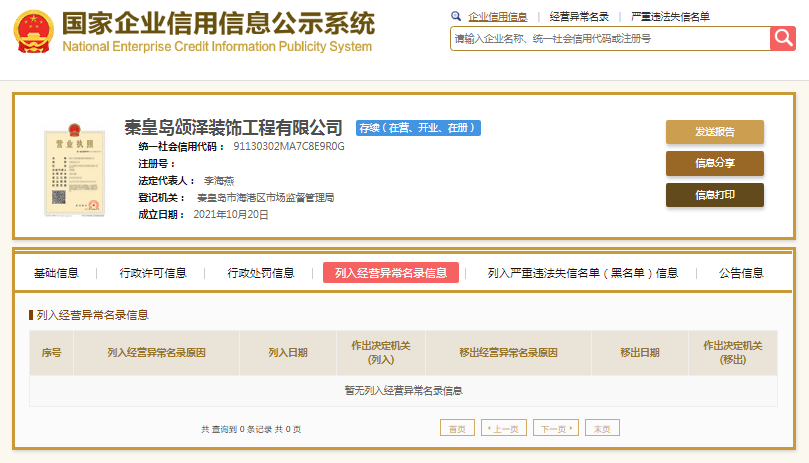 国家企业信用信息公示系统
National Enterprise Credit Information Publicity System
企业信用信息 | 经营异常名录 | 严重违法失信名单
请输入企业名称、统一社会信用代码或注册号
营业执照
秦皇岛颂泽装饰工程有限公司 存续（在营、开业、在册）
统一社会信用代码： 91130302MA7C8E9R0G
注册号：
法定代表人： 李海燕
登记机关： 秦皇岛市海港区市场监督管理局
成立日期： 2021年10月20日
发送报告
信息分享
信息打印
基础信息 | 行政许可信息 | 行政处罚信息 | 列入经营异常名录信息 | 列入严重违法失信名单（黑名单）信息 | 公告信息
列入经营异常名录信息
序号 列入经营异常名录原因 列入日期 作出决定机关(列入) 移出经营异常名录原因 移出日期 作出决定机关(移出)
暂无列入经营异常名录信息
共 查询到 0 条记录 共 0 页 首页 上一页 下一页 末页